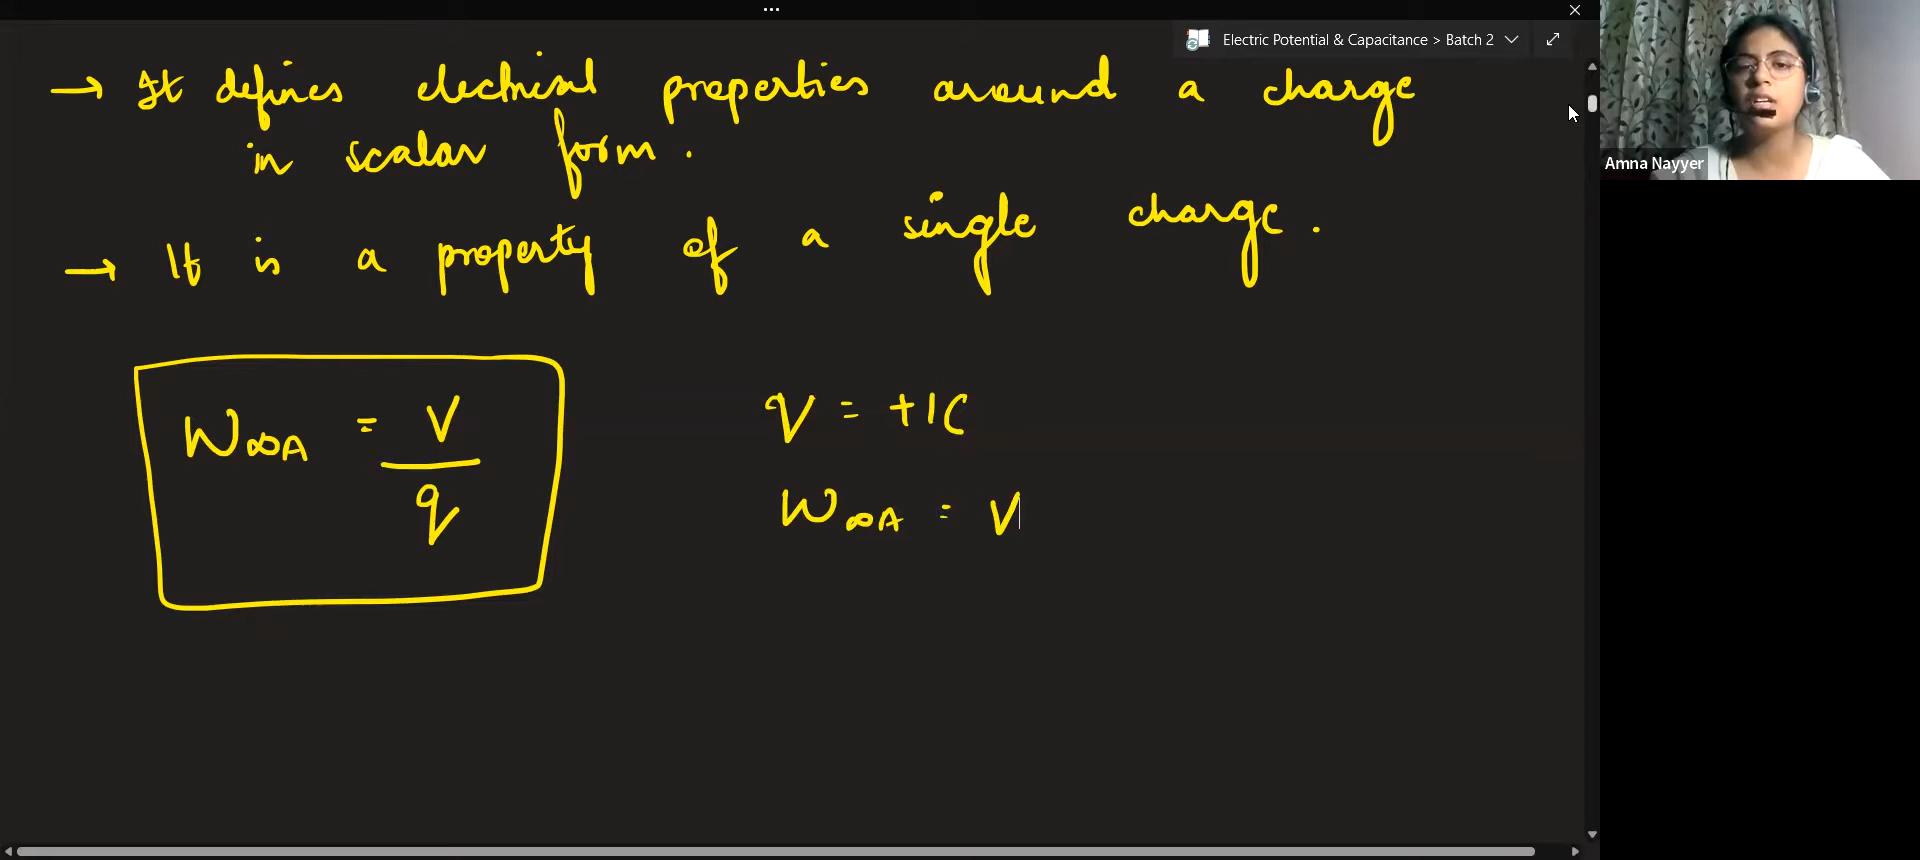 Electric Potential & Capacitance > Batch 2
→ It defines electrical properties around a charge
in scalar form.
→ It is a property of a single charge.
W∞A = V/q
q = +1C
W∞A = V
Amna Nayyer